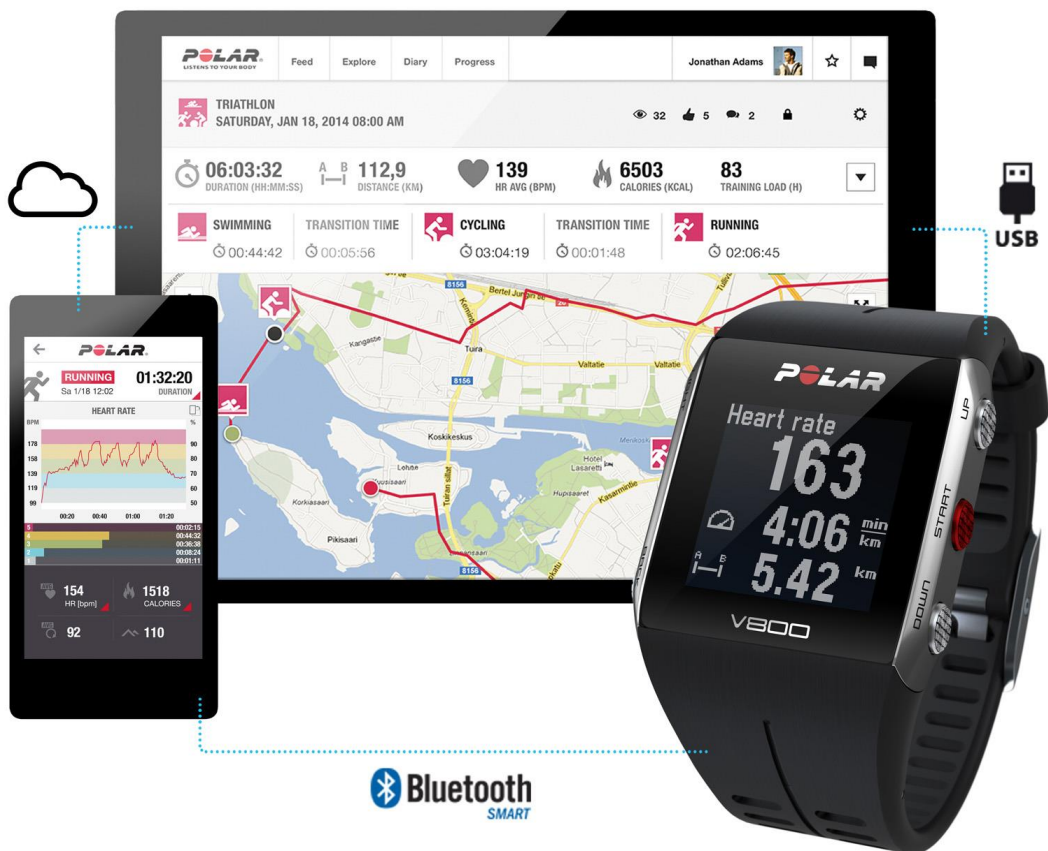 POLAR
LISTENS TO YOUR BODY
Feed Explore Diary Progress
Jonathan Adams
TRIATHLON
SATURDAY, JAN 18, 2014 08:00 AM
32 5 2
06:03:32
DURATION (HH:MM:SS)
A B 112,9
DISTANCE (KM)
139
HR AVG (BPM)
6503
CALORIES (KCAL)
83
TRAINING LOAD (H)
SWIMMING
00:44:42
TRANSITION TIME
00:05:56
CYCLING
03:04:19
TRANSITION TIME
00:01:48
RUNNING
02:06:45
USB
8156
Bertel Jungin
Kemintie
Kangastie
Tuira
Valtatie
Valtatie
8156
Koskikeskus
Hotel
Lasaretti
Lehnte
Korkiasaari
Tuiran sillat
Hupisaaret
Kasarmintie
Pikisaari
8156
POLAR
RUNNING
Sa 1/18 12:02
01:32:20
DURATION
HEART RATE
BPM %
178 90
158 80
139 70
119 60
99 50
00:20 00:40 01:00 01:20
5 00:02:15
4 00:44:32
3 00:36:38
2 00:08:24
1 00:01:11
AVG 154
HR [bpm]
1518
CALORIES
AVG 92
110
POLAR
Heart rate
163
4:06 min
km
A B
5.42 km
V800
UP
START
DOWN
Bluetooth
SMART